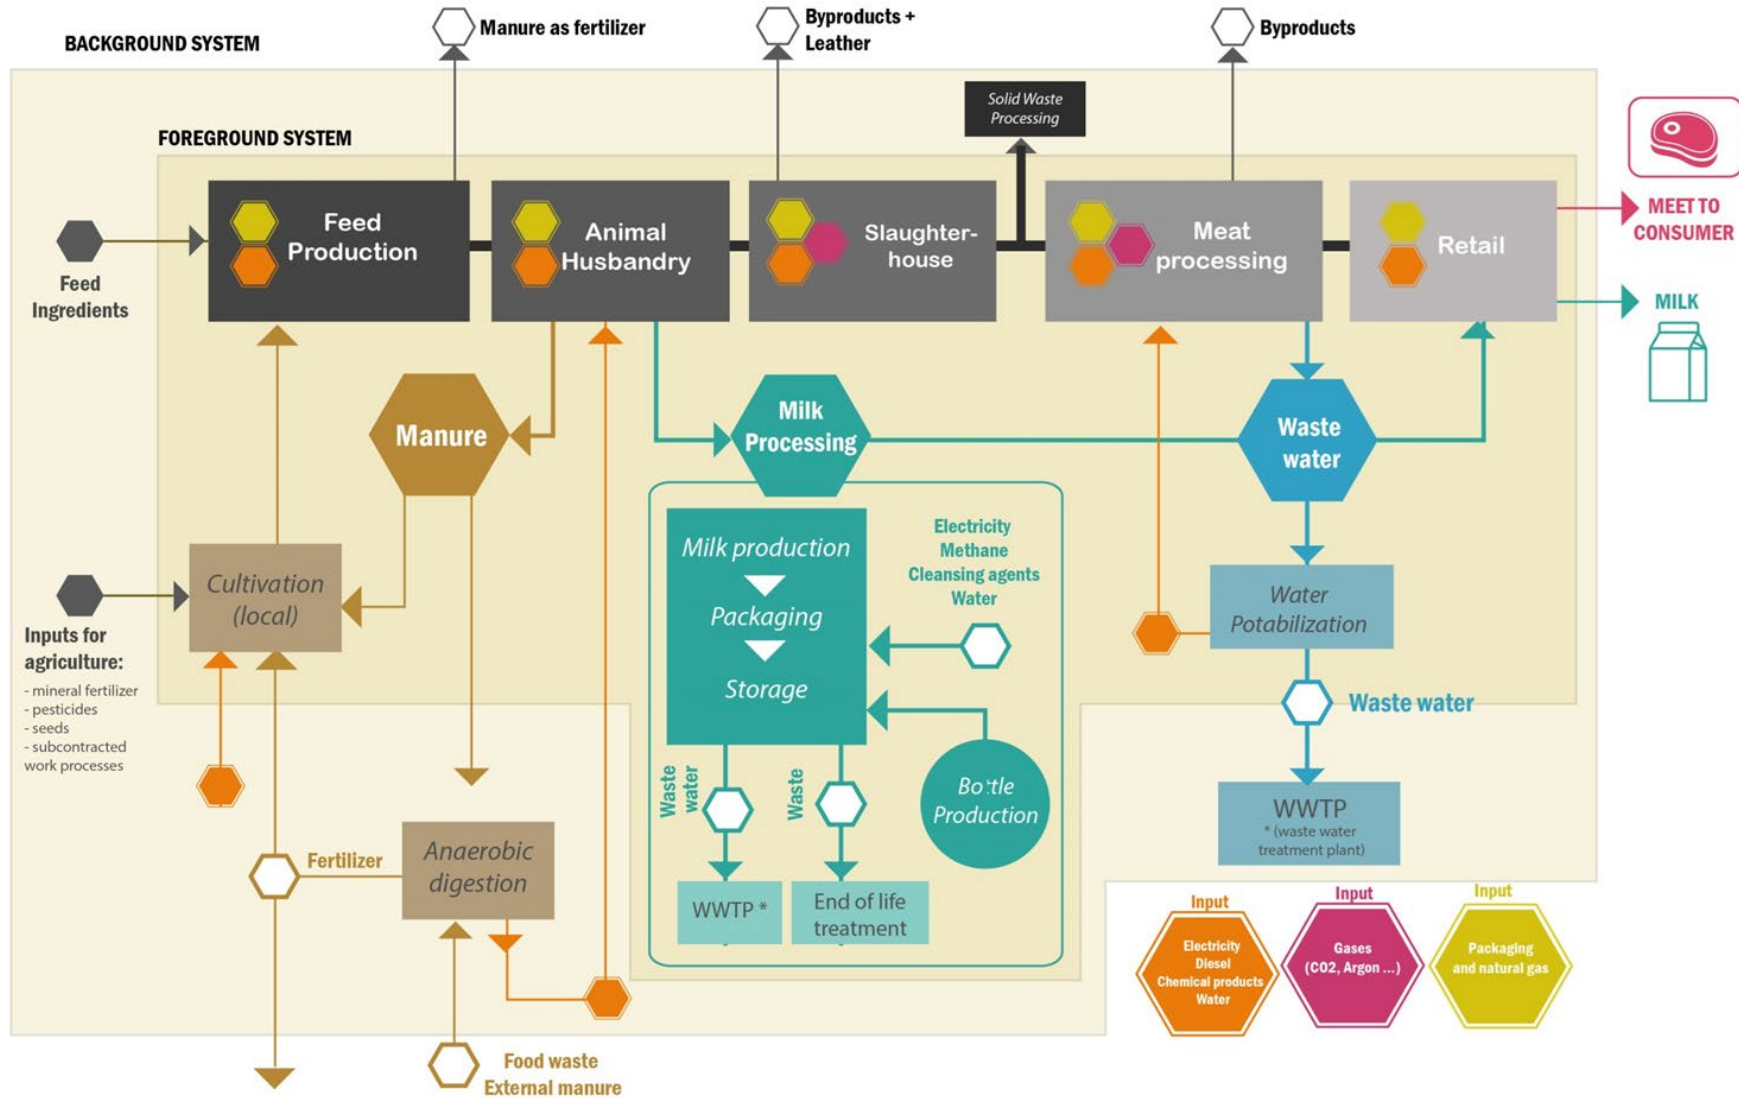 BACKGROUND SYSTEM
Manure as fertilizer
Byproducts +
Leather
Byproducts
FOREGROUND SYSTEM
Solid Waste
Processing
Feed
Production
Animal
Husbandry
Slaughter-
house
Meat
processing
Retail
MEET TO
CONSUMER
MILK
Feed
Ingredients
Manure
Milk
Processing
Waste
water
Cultivation
(local)
Inputs for
agriculture:
- mineral fertilizer
- pesticides
- seeds
- subcontracted
work processes
Milk production
Packaging
Storage
Electricity
Methane
Cleansing agents
Water
Water
Potabilization
Waste water
Waste
water
Waste
Bottle
Production
WWTP
* (waste water
treatment plant)
Fertilizer
Anaerobic
digestion
WWTP *
End of life
treatment
Food waste
External manure
Input
Electricity
Diesel
Chemical products
Water
Input
Gases
(CO2, Argon ...)
Input
Packaging
and natural gas